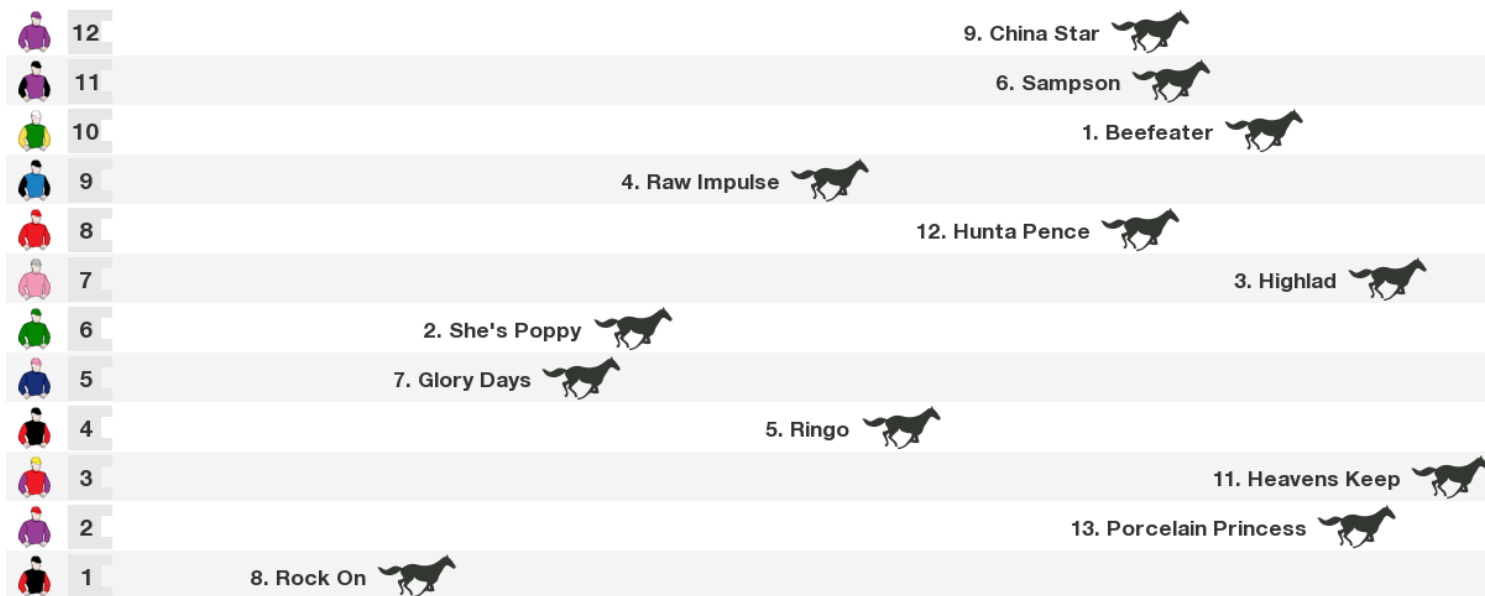 12 9. China Star
11 6. Sampson
10 1. Beefeater
9 4. Raw Impulse
8 12. Hunta Pence
7 3. Highlad
6 2. She's Poppy
5 7. Glory Days
4 5. Ringo
3 11. Heavens Keep
2 13. Porcelain Princess
1 8. Rock On